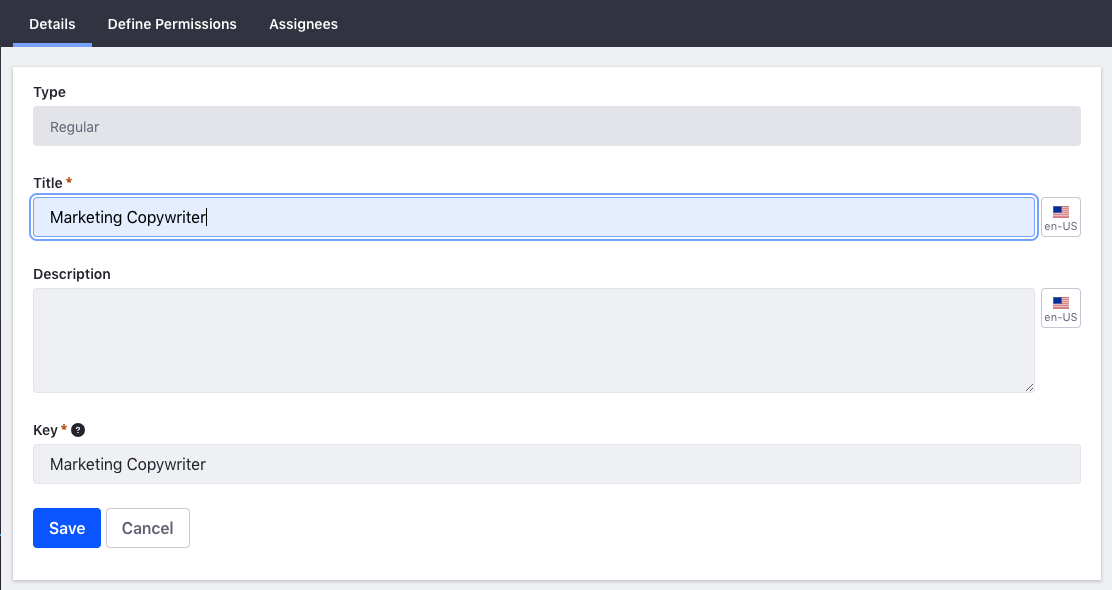 Details Define Permissions Assignees
Type
Regular
Title *
Marketing Copywriter
en-US
Description
en-US
Key * ?
Marketing Copywriter
Save Cancel